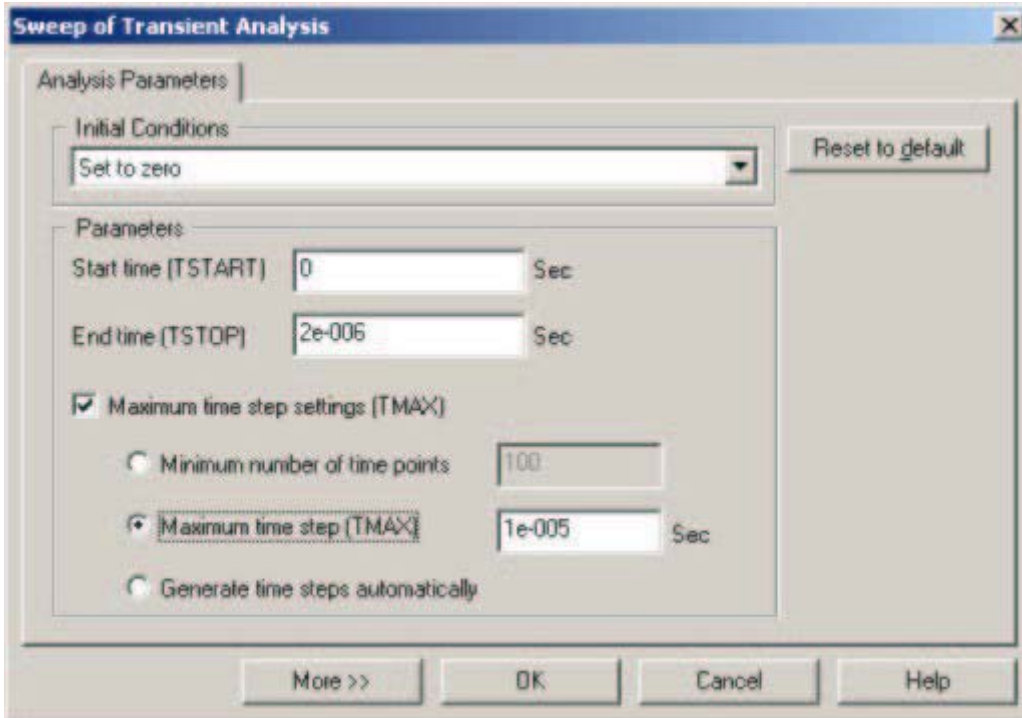 Sweep of Transient Analysis
Analysis Parameters
Initial Conditions
Set to zero
Reset to default
Parameters
Start time (TSTART) 0 Sec
End time (TSTOP) 2e-006 Sec
Maximum time step settings (TMAX)
Minimum number of time points 100
Maximum time step (TMAX) 1e-005 Sec
Generate time steps automatically
More >> OK Cancel Help